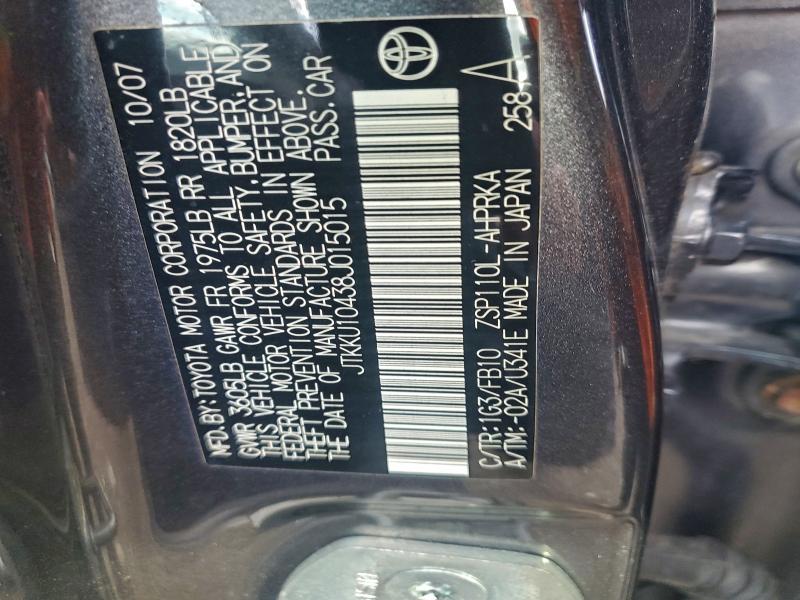 MFD. BY: TOYOTA MOTOR CORPORATION 10/07
GVWR 3605LB GAWR FR 1975LB RR 1820LB
THIS VEHICLE CONFORMS TO ALL APPLICABLE
FEDERAL MOTOR VEHICLE SAFETY, BUMPER, AND
THEFT PREVENTION STANDARDS IN EFFECT ON
THE DATE OF MANUFACTURE SHOWN ABOVE.
JTKKU10438J015015 PASS. CAR
C/TR: 1G3/FB10 ZSP110L-AHPRKA
A/TM: -02A/U341E MADE IN JAPAN 258 A